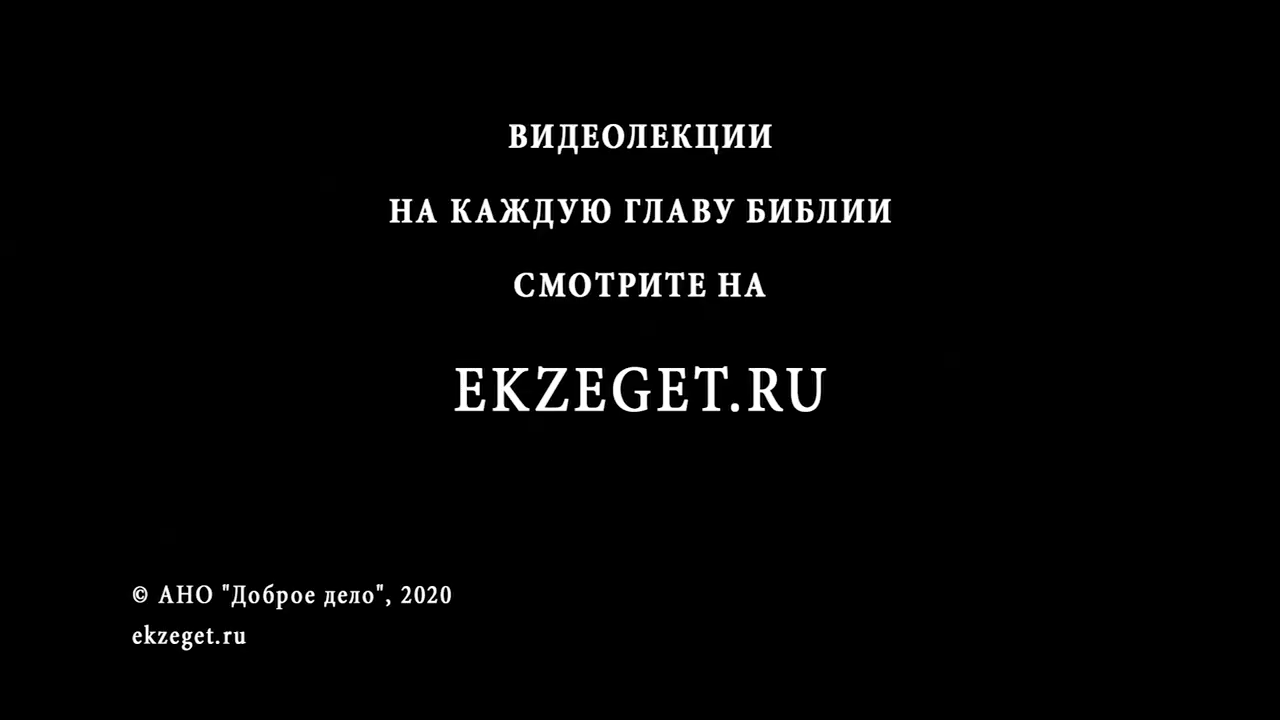 ВИДЕОЛЕКЦИИ
НА КАЖДУЮ ГЛАВУ БИБЛИИ
СМОТРИТЕ НА
EKZEGET.RU
© АНО "Доброе дело", 2020
ekzeget.ru